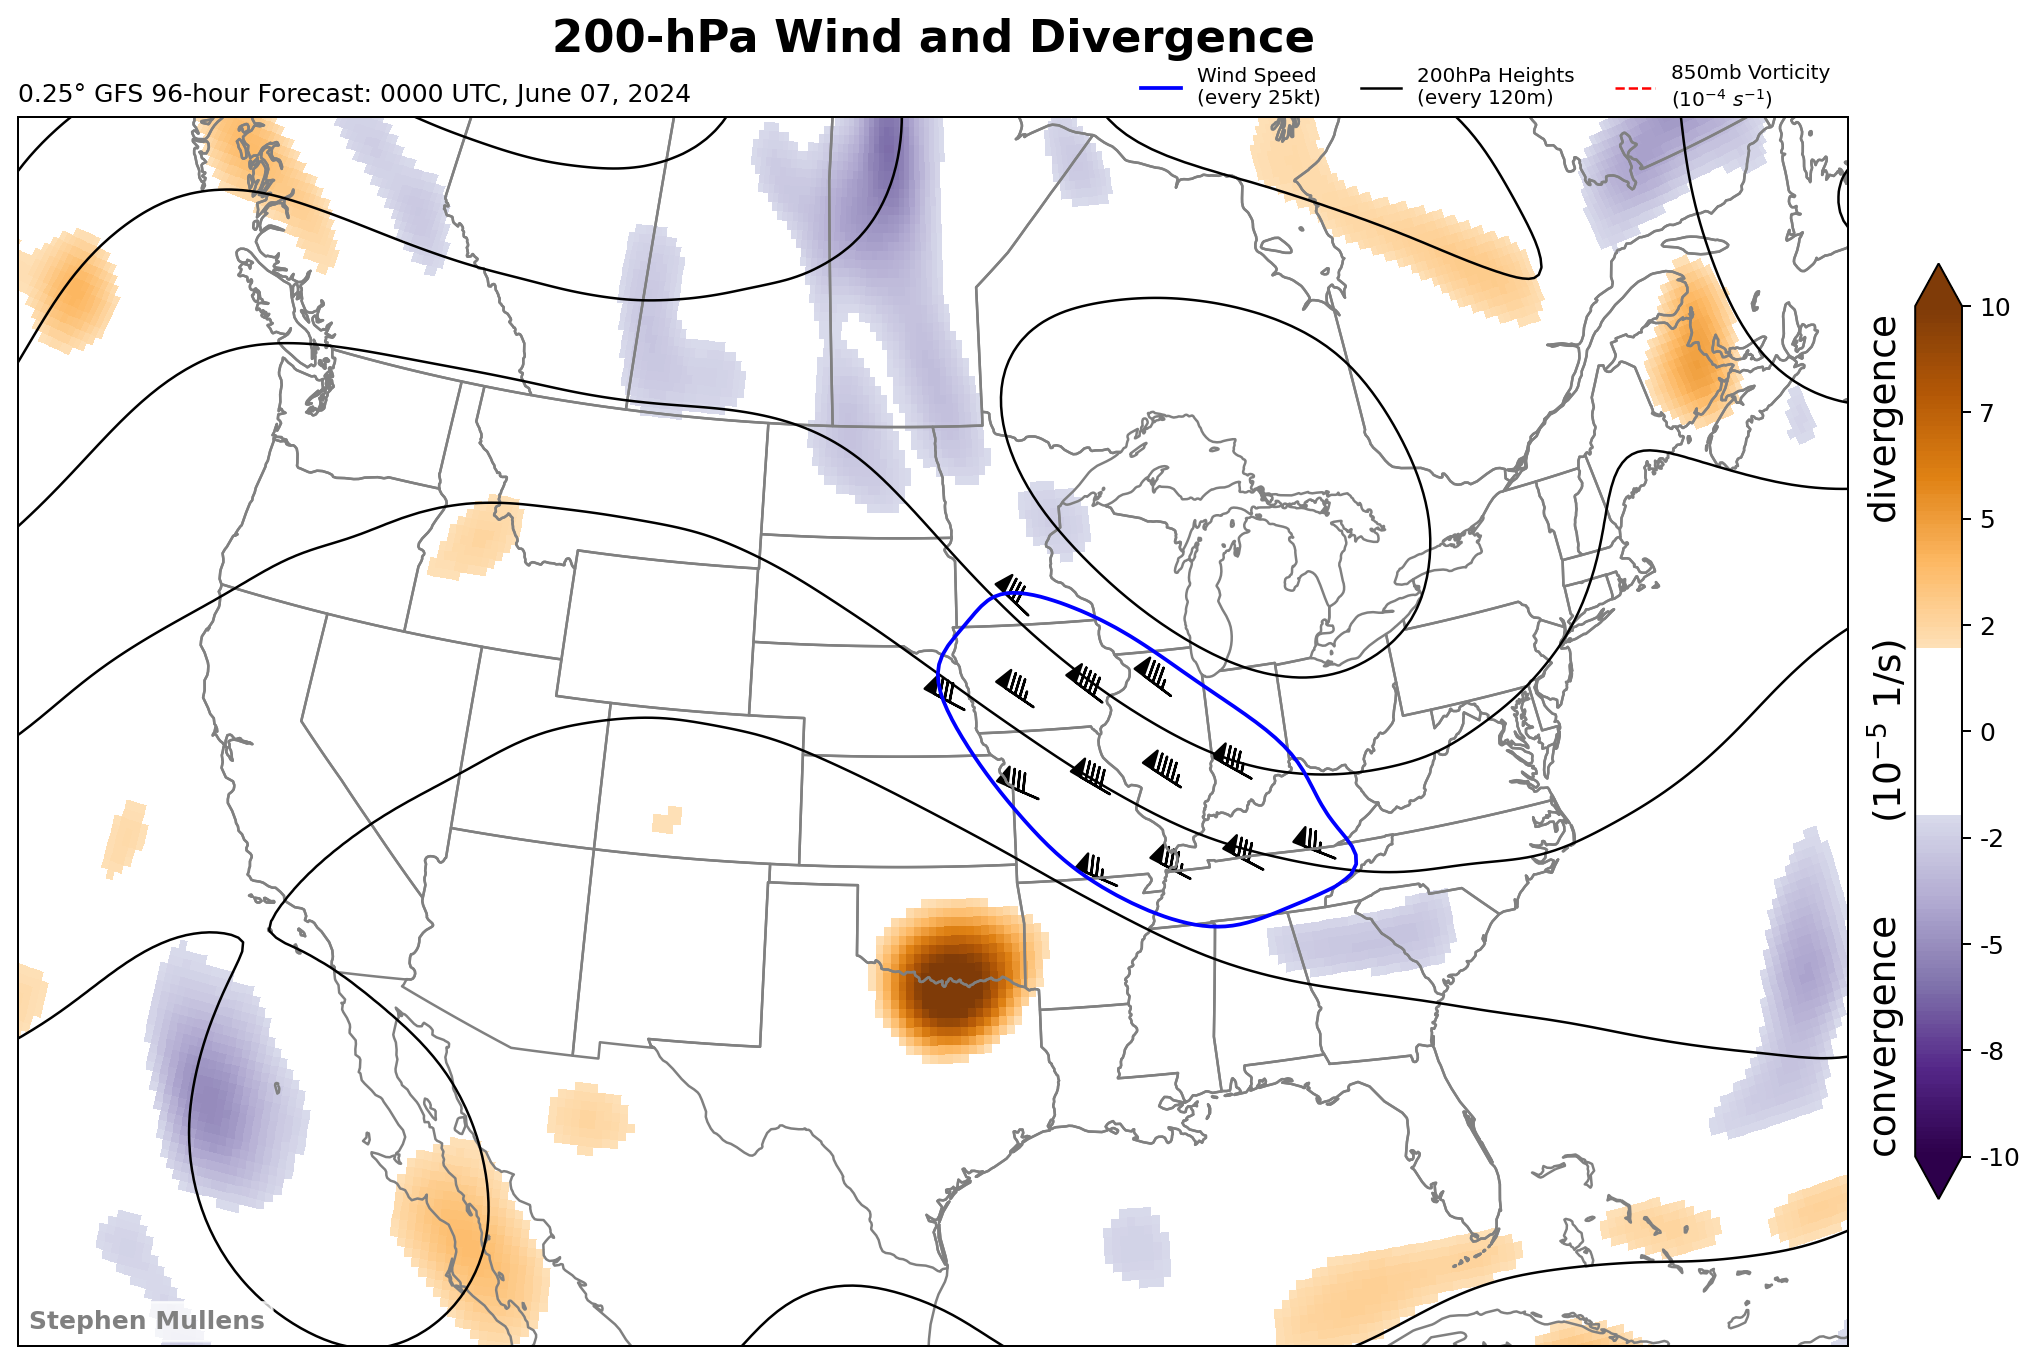 200-hPa Wind and Divergence
0.25° GFS 96-hour Forecast: 0000 UTC, June 07, 2024
Wind Speed
(every 25kt)
200hPa Heights
(every 120m)
850mb Vorticity
(10⁻⁴ s⁻¹)
10
7
5
2
0
-2
-5
-8
-10
convergence (10⁻⁵ 1/s) divergence
Stephen Mullens